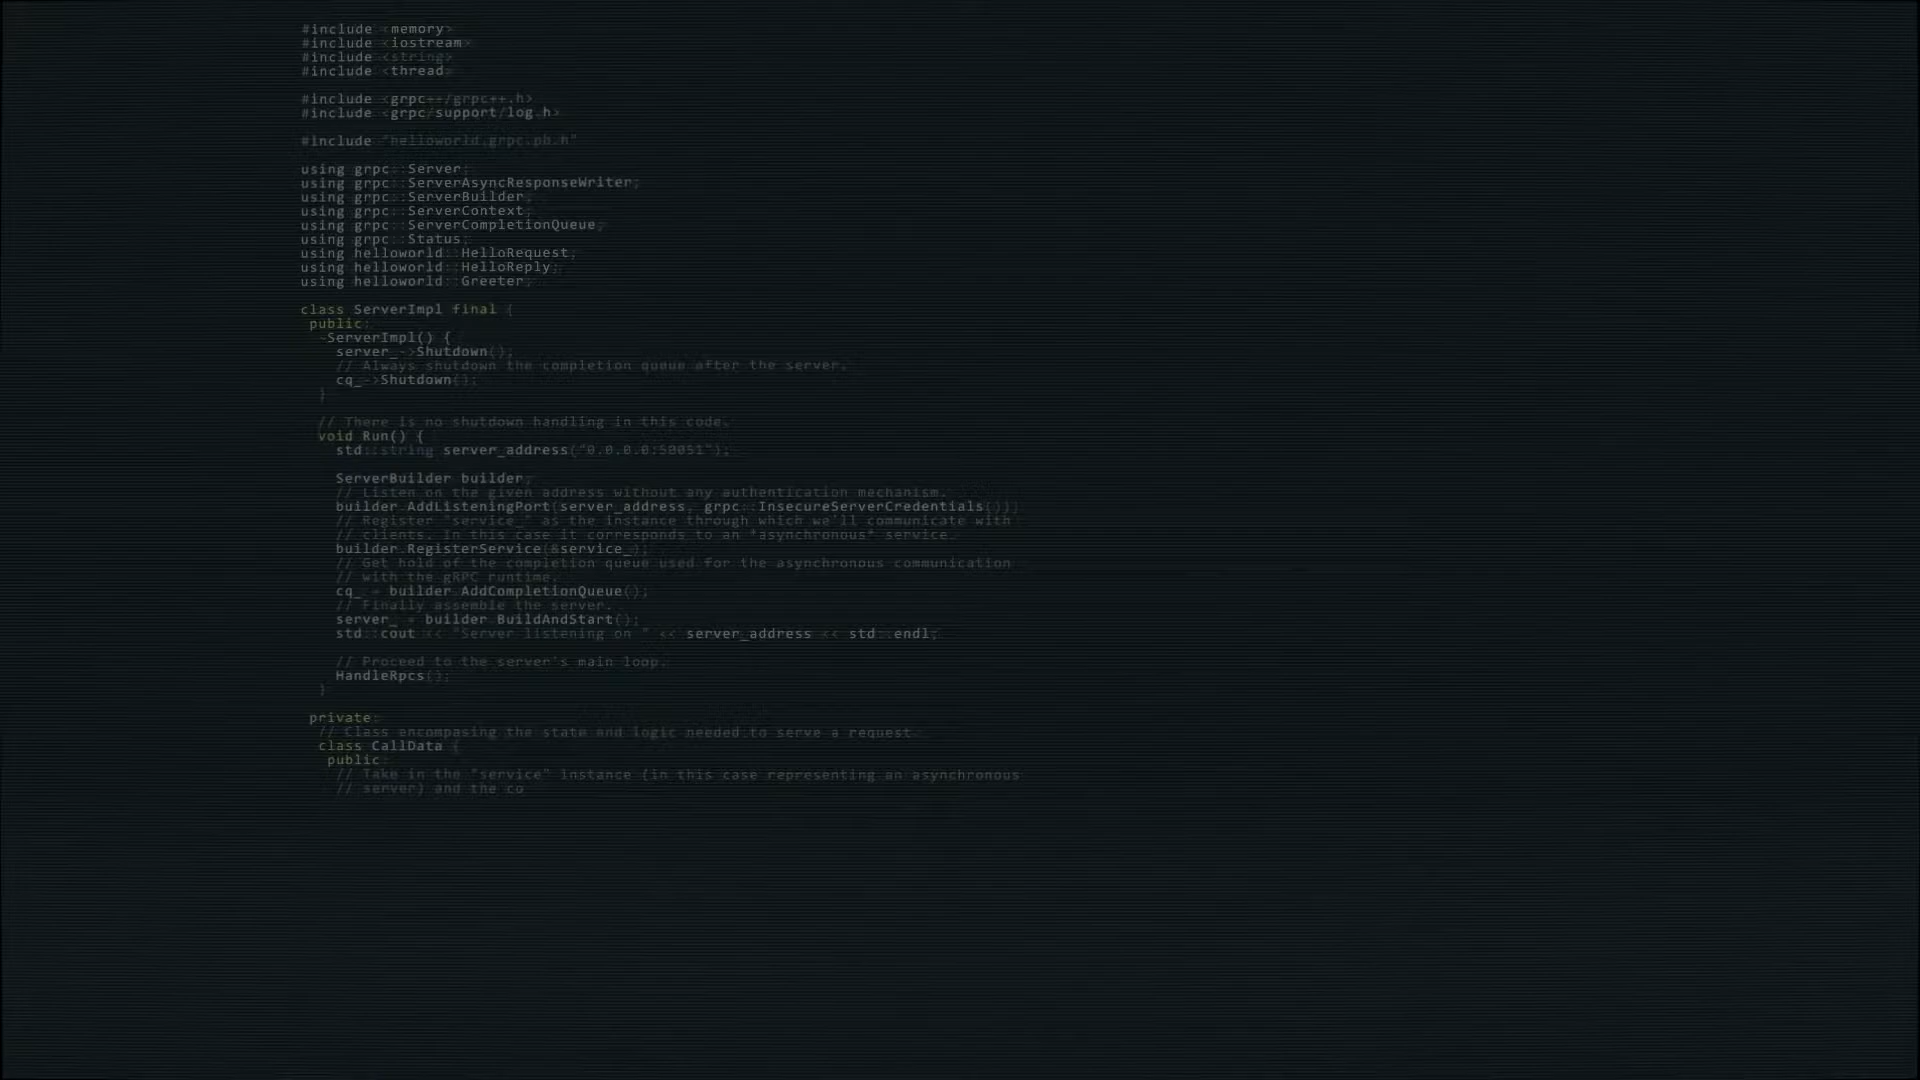 #include <memory>
#include <iostream>
#include <string>
#include <thread>
#include <grpc++/grpc++.h>
#include <grpc/support/log.h>
#include "helloworld.grpc.pb.h"
using grpc::Server;
using grpc::ServerAsyncResponseWriter;
using grpc::ServerBuilder;
using grpc::ServerContext;
using grpc::ServerCompletionQueue;
using grpc::Status;
using helloworld::HelloRequest;
using helloworld::HelloReply;
using helloworld::Greeter;
class ServerImpl final {
public:
~ServerImpl() {
server_->Shutdown();
// Always shutdown the completion queue after the server.
cq_->Shutdown();
}
// There is no shutdown handling in this code.
void Run() {
std::string server_address("0.0.0.0:50051");
ServerBuilder builder;
// Listen on the given address without any authentication mechanism.
builder.AddListeningPort(server_address, grpc::InsecureServerCredentials());
// Register "service_" as the instance through which we'll communicate with
// clients. In this case it corresponds to an *asynchronous* service.
builder.RegisterService(&service_);
// Get hold of the completion queue used for the asynchronous communication
// with the gRPC runtime.
cq_ = builder.AddCompletionQueue();
// Finally assemble the server.
server_ = builder.BuildAndStart();
std::cout << "Server listening on " << server_address << std::endl;
// Proceed to the server's main loop.
HandleRpcs();
}
private:
// Class encompasing the state and logic needed to serve a request.
class CallData {
public:
// Take in the "service" instance (in this case representing an asynchronous
// server) and the co